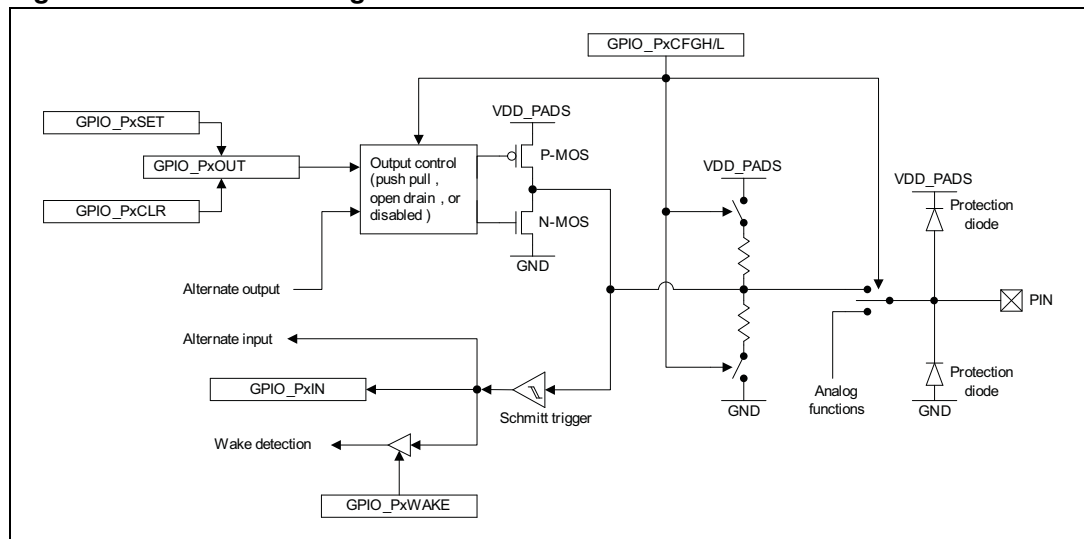 GPIO_PxCFGH/L
VDD_PADS
GPIO_PxSET
P-MOS
GPIO_PxOUT
Output control
(push pull ,
open drain , or
disabled )
VDD_PADS
VDD_PADS
Protection
diode
GPIO_PxCLR
N-MOS
GND
Alternate output
PIN
Alternate input
GPIO_PxIN
Schmitt trigger
Analog
functions
Protection
diode
GND
GND
Wake detection
GPIO_PxWAKE